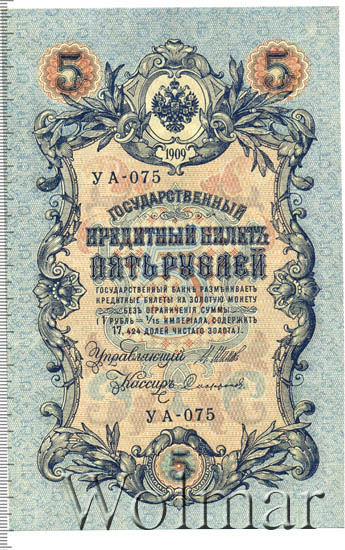 5 5
1909
УА-075
ГОСУДАРСТВЕННЫЙ
КРЕДИТНЫЙ БИЛЕТЪ
ПЯТЬ РУБЛЕЙ
ГОСУДАРСТВЕННЫЙ БАНКЪ РАЗМѢНИВАЕТЪ
КРЕДИТНЫЕ БИЛЕТЫ НА ЗОЛОТУЮ МОНЕТУ
БЕЗЪ ОГРАНИЧЕНІЯ СУММЫ
(1 РУБЛЬ = 1/15 ИМПЕРІАЛА, СОДЕРЖИТЪ
17,424 ДОЛЕЙ ЧИСТАГО ЗОЛОТА).
Управляющій
Кассиръ
УА-075
5
Wolmar